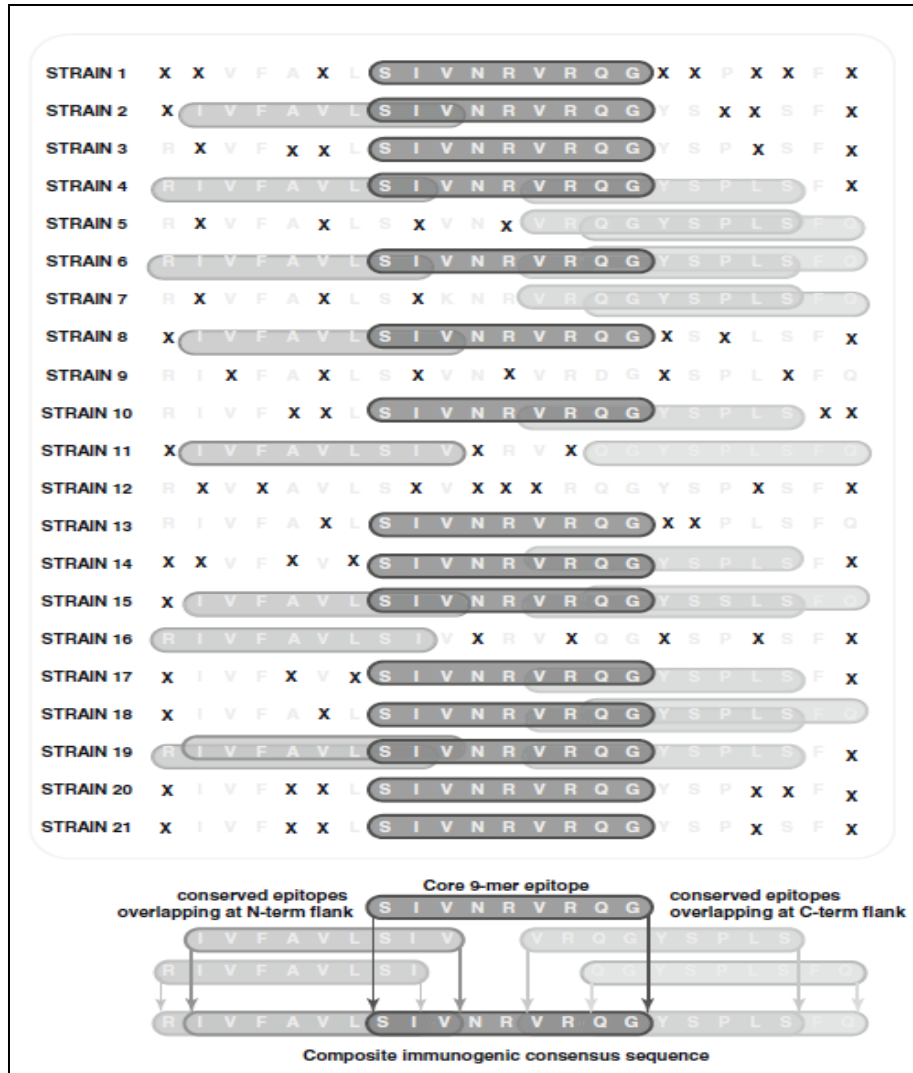 STRAIN 1 X X V F A X L S I V N R V R Q G X X P X X F X
STRAIN 2 X I V F A V L S I V N R V R Q G Y S X X S F X
STRAIN 3 R X V F X X L S I V N R V R Q G Y S P X S F X
STRAIN 4 R I V F A V L S I V N R V R Q G Y S P L S F X
STRAIN 5 R X V F A X L S X V N X V R Q G Y S P L S F Q
STRAIN 6 R I V F A V L S I V N R V R Q G Y S P L S F Q
STRAIN 7 R X V F A X L S X K N R V R Q G Y S P L S F Q
STRAIN 8 X I V F A V L S I V N R V R Q G X S X L S F X
STRAIN 9 R I X F A X L S X V N X V R D G X S P L X F Q
STRAIN 10 R I V F X X L S I V N R V R Q G Y S P L S X X
STRAIN 11 X I V F A V L S I V X R V X Q G Y S P L S F Q
STRAIN 12 R X V X A V L S X V X X X R Q G Y S P X S F X
STRAIN 13 R I V F A X L S I V N R V R Q G X X P L S F Q
STRAIN 14 X X V F X V X S I V N R V R Q G Y S P L S F X
STRAIN 15 X I V F A V L S I V N R V R Q G Y S S L S F Q
STRAIN 16 R I V F A V L S I V X R V X Q G X S P X S F X
STRAIN 17 X I V F X V X S I V N R V R Q G Y S P L S F X
STRAIN 18 X I V F A X L S I V N R V R Q G Y S P L S F Q
STRAIN 19 R I V F A V L S I V N R V R Q G Y S P L S F X
STRAIN 20 X I V F X X L S I V N R V R Q G Y S P X X F X
STRAIN 21 X I V F X X L S I V N R V R Q G Y S P X S F X
Core 9-mer epitope
conserved epitopes
overlapping at N-term flank
S I V N R V R Q G
conserved epitopes
overlapping at C-term flank
I V F A V L S I V
V R Q G Y S P L S
R I V F A V L S I
Q G Y S P L S F Q
R I V F A V L S I V N R V R Q G Y S P L S F Q
Composite immunogenic consensus sequence